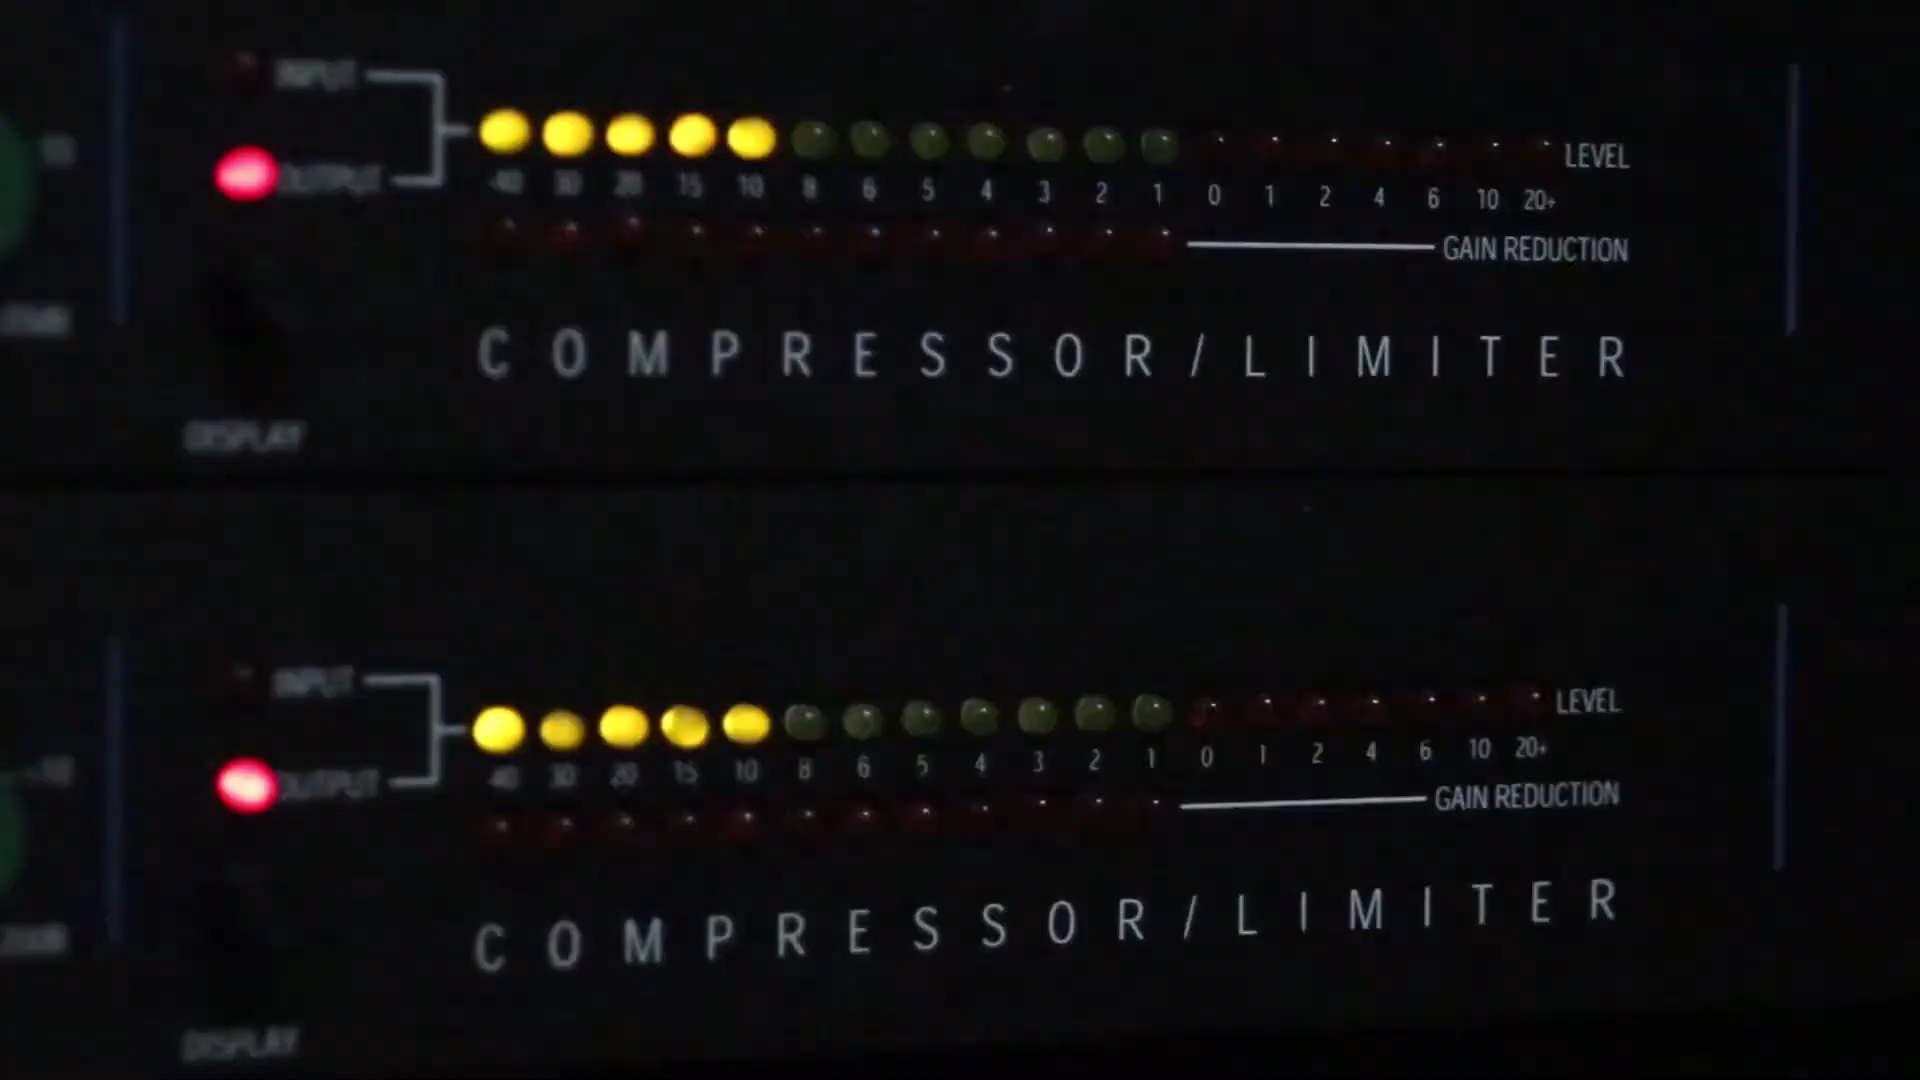 INPUT
LEVEL
OUTPUT
40 30 20 15 10 8 6 5 4 3 2 1 0 1 2 4 6 10 20+
GAIN REDUCTION
COMPRESSOR/LIMITER
DISPLAY
INPUT
LEVEL
OUTPUT
40 30 20 15 10 8 6 5 4 3 2 1 0 1 2 4 6 10 20+
GAIN REDUCTION
COMPRESSOR/LIMITER
DISPLAY